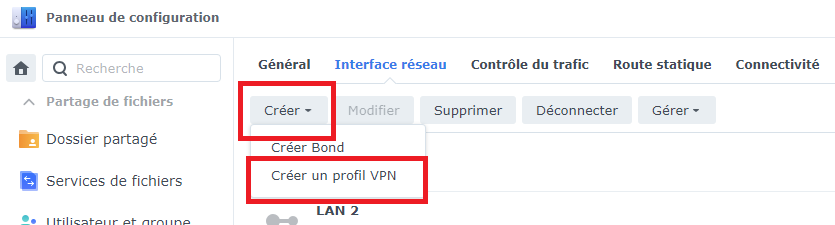 Panneau de configuration
Recherche
Partage de fichiers
Dossier partagé
Services de fichiers
Utilisateur et groupe
Général Interface réseau Contrôle du trafic Route statique Connectivité
Créer Modifier Supprimer Déconnecter Gérer
Créer Bond
Créer un profil VPN
LAN 2